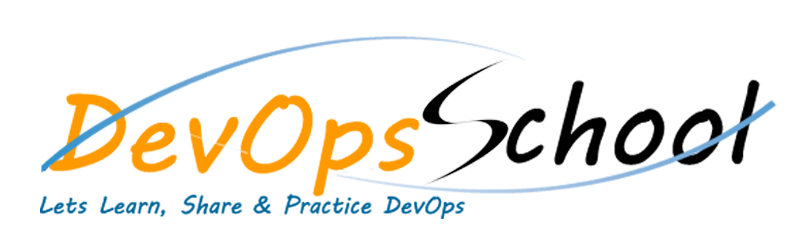 DevOpsSchool
Lets Learn, Share & Practice DevOps